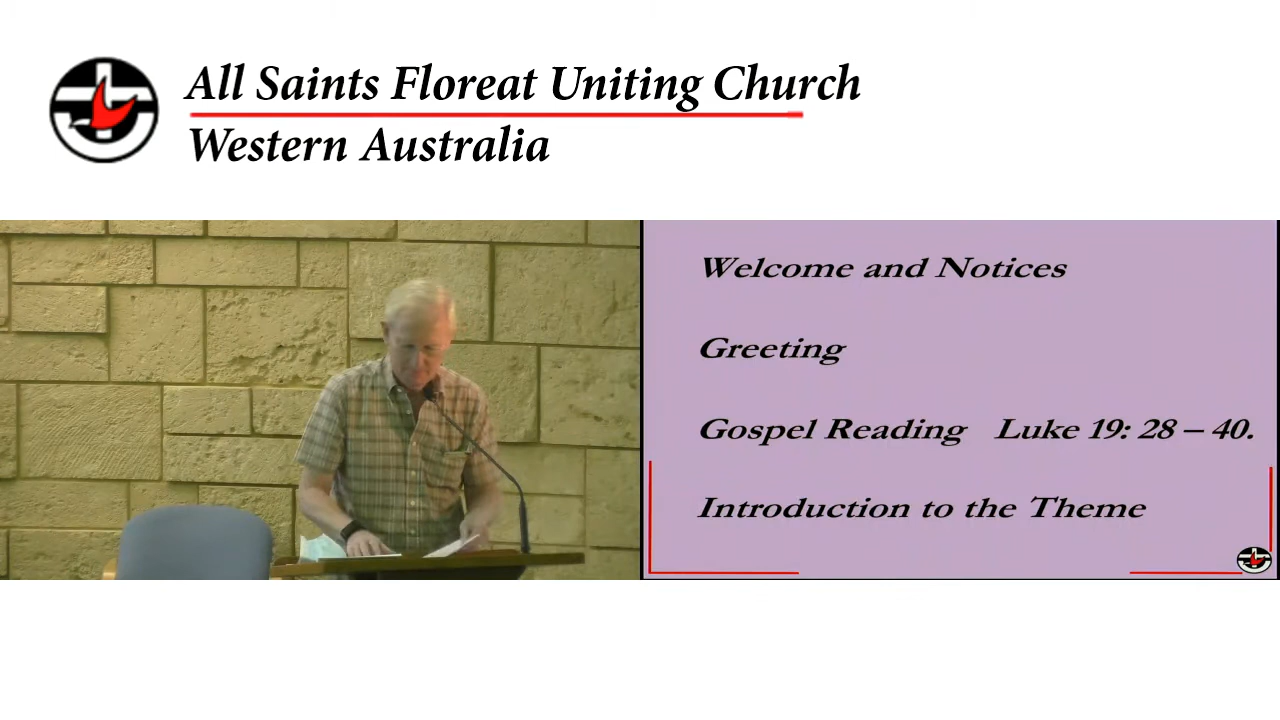 All Saints Floreat Uniting Church
Western Australia
Welcome and Notices
Greeting
Gospel Reading Luke 19: 28 – 40.
Introduction to the Theme